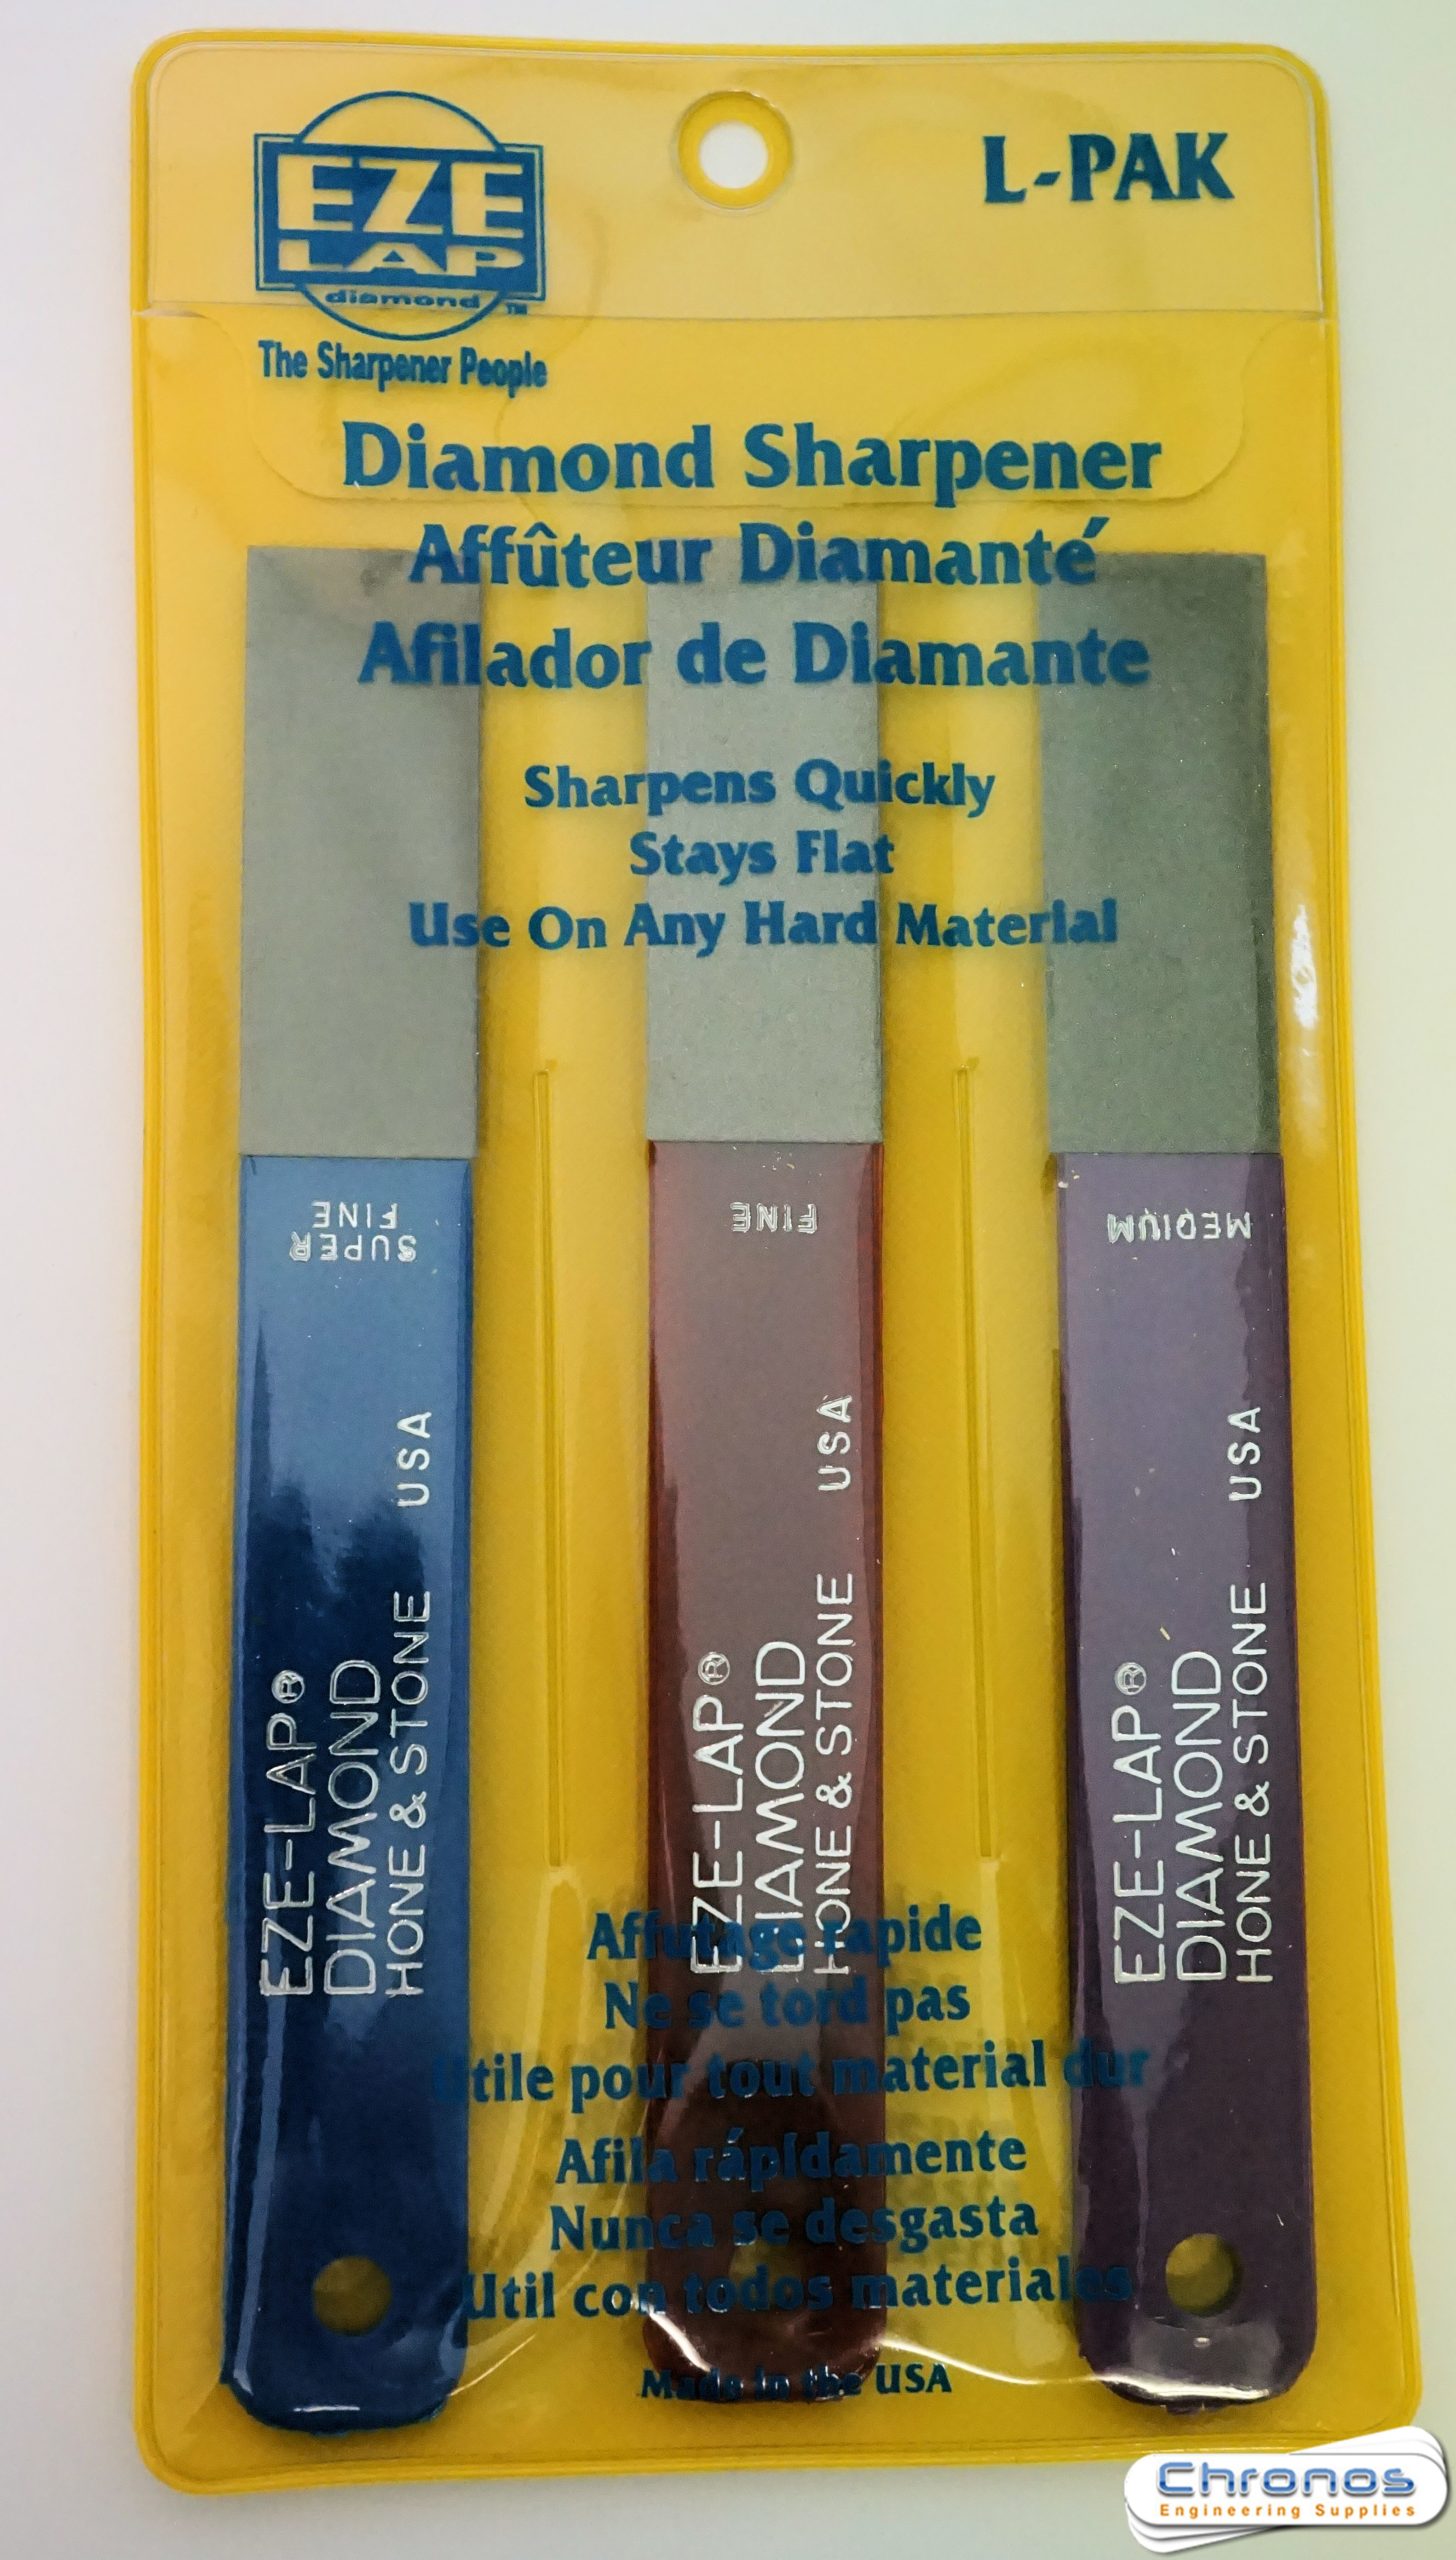 EZE
LAP
diamond
TM
The Sharpener People
L-PAK
Diamond Sharpener
Affûteur Diamanté
Afilador de Diamante
Sharpens Quickly
Stays Flat
Use On Any Hard Material
SUPER
FINE
USA
EZE-LAP®
DIAMOND
HONE & STONE
FINE
USA
EZE-LAP®
DIAMOND
HONE & STONE
MEDIUM
USA
EZE-LAP®
DIAMOND
HONE & STONE
Affutage rapide
Ne se tord pas
Utile pour tout material dur
Afila rápidamente
Nunca se desgasta
Util con todos materiales
Made in the USA
Chronos
Engineering Supplies